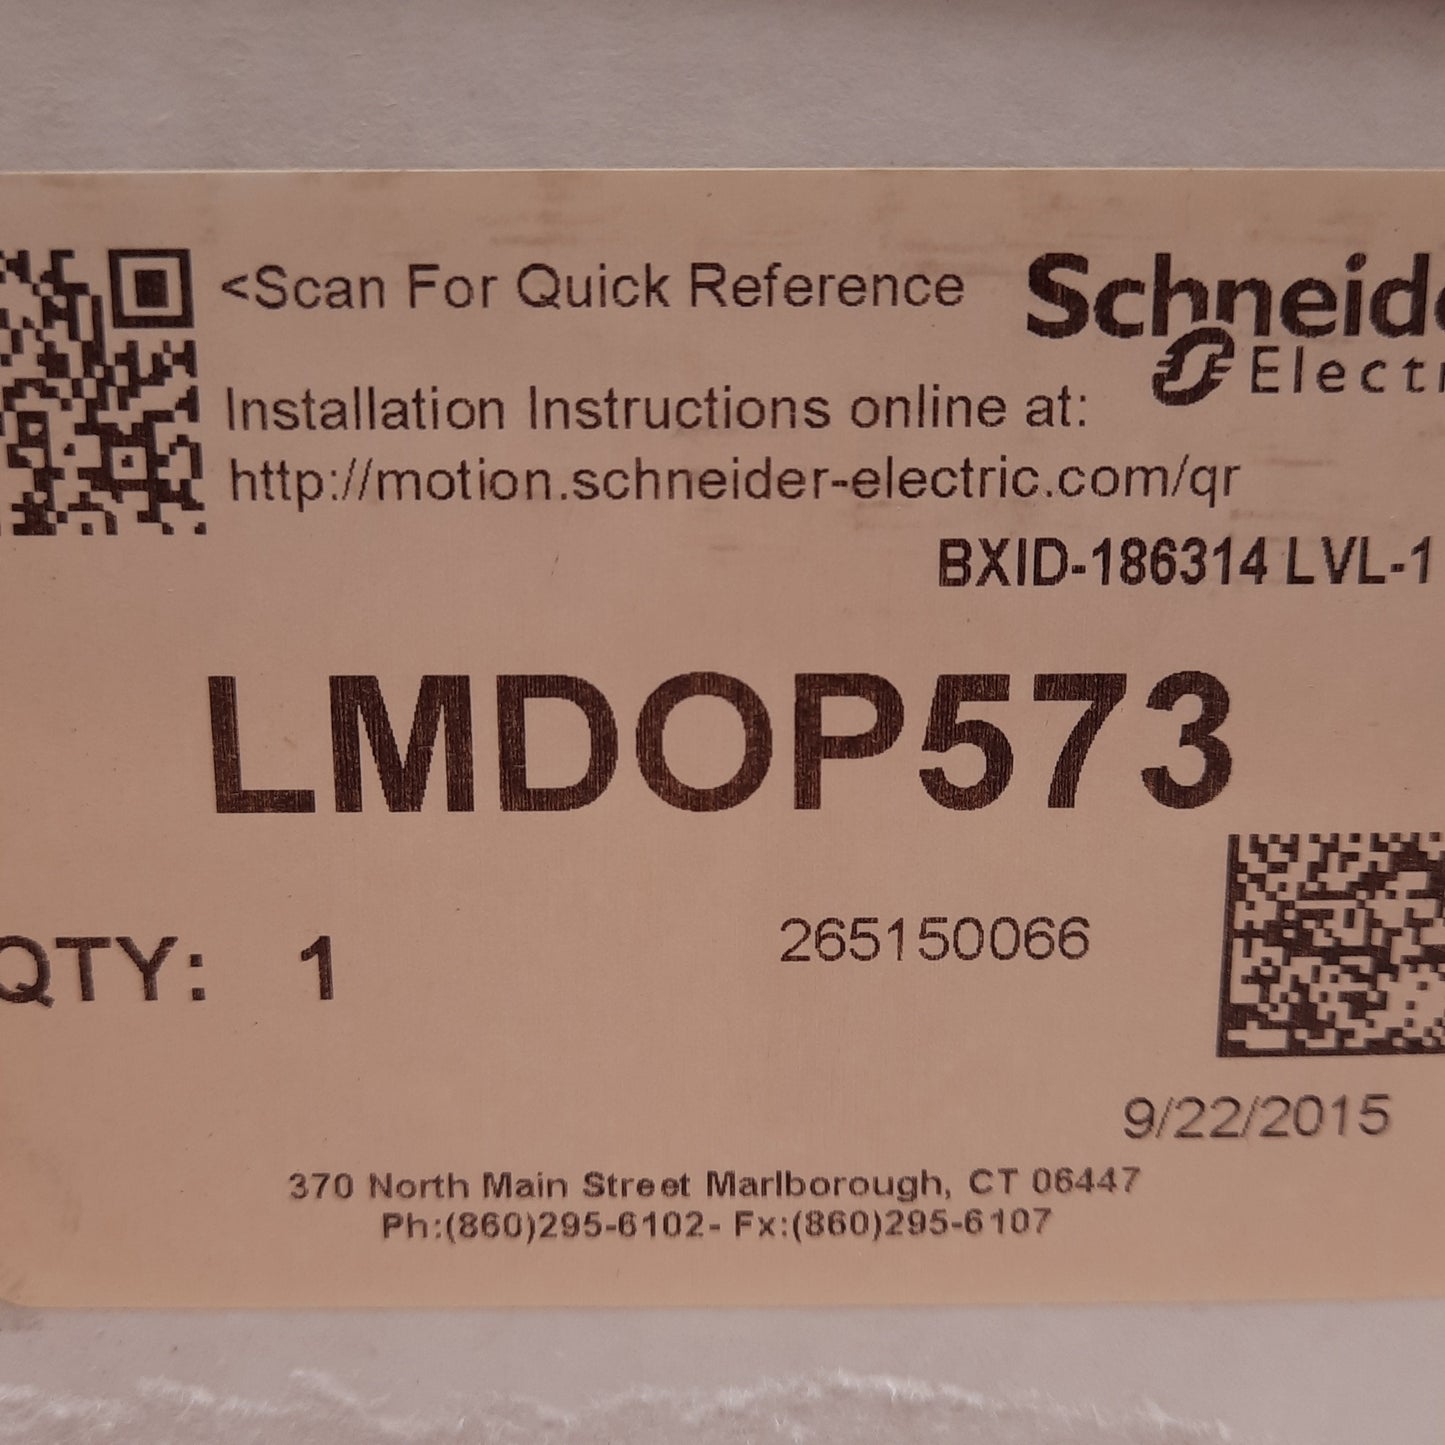 <Scan For Quick Reference
Schneide
Electr
Installation Instructions online at:
http://motion.schneider-electric.com/qr
BXID-186314 LVL-1
LMDOP573
QTY: 1
265150066
9/22/2015
370 North Main Street Marlborough, CT 06447
Ph:(860)295-6102- Fx:(860)295-6107